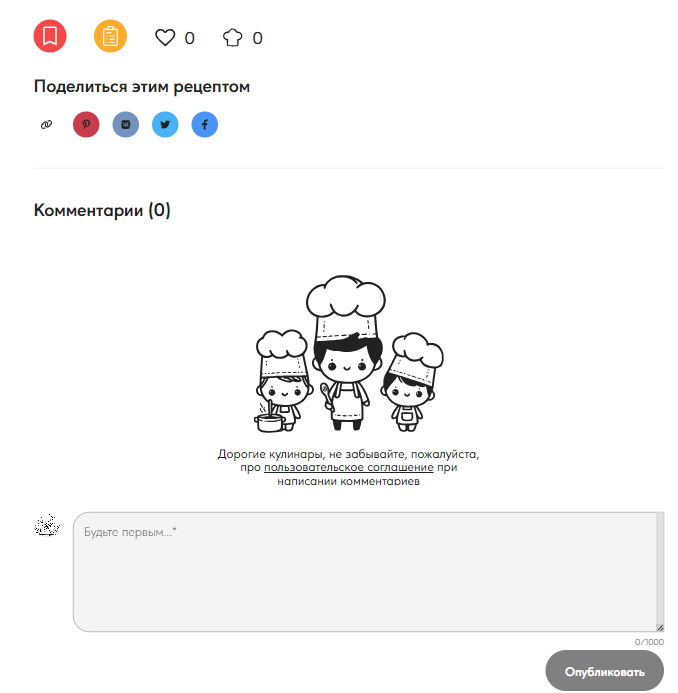 0 0
Поделиться этим рецептом
Комментарии (0)
Дорогие кулинары, не забывайте, пожалуйста,
про пользовательское соглашение при
написании комментариев
Будьте первым...*
0/1000
Опубликовать